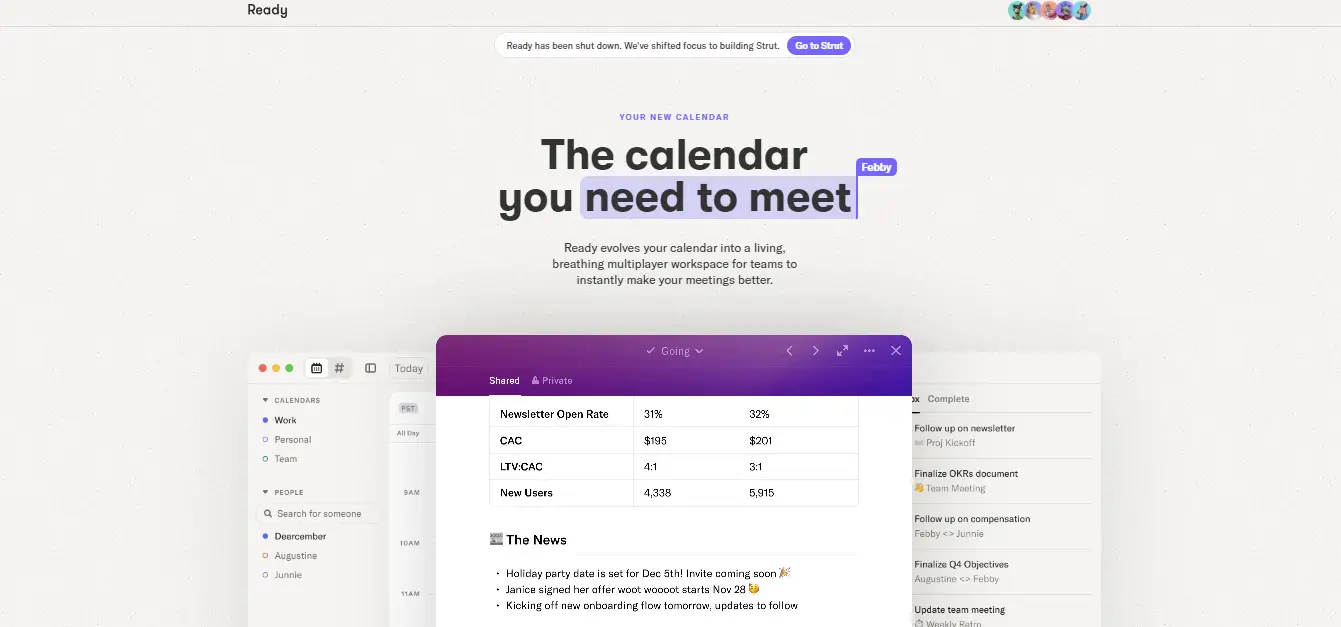 Ready
Ready has been shut down. We've shifted focus to building Strut.
Go to Strut
YOUR NEW CALENDAR
The calendar
you need to meet
Febby
Ready evolves your calendar into a living,
breathing multiplayer workspace for teams to
instantly make your meetings better.
Today
CALENDARS
Work
Personal
Team
PEOPLE
Search for someone
Deercember
Augustine
Junnie
PST
All Day
9AM
10AM
11AM
Going
Shared Private
Newsletter Open Rate 31% 32%
CAC $195 $201
LTV:CAC 4:1 3:1
New Users 4,338 5,915
The News
• Holiday party date is set for Dec 5th! Invite coming soon 🎉
• Janice signed her offer woot woooot starts Nov 28 🥳
• Kicking off new onboarding flow tomorrow, updates to follow
Complete
Follow up on newsletter
Proj Kickoff
Finalize OKRs document
👋 Team Meeting
Follow up on compensation
Febby <> Junnie
Finalize Q4 Objectives
Augustine <> Febby
Update team meeting
Weekly Retro